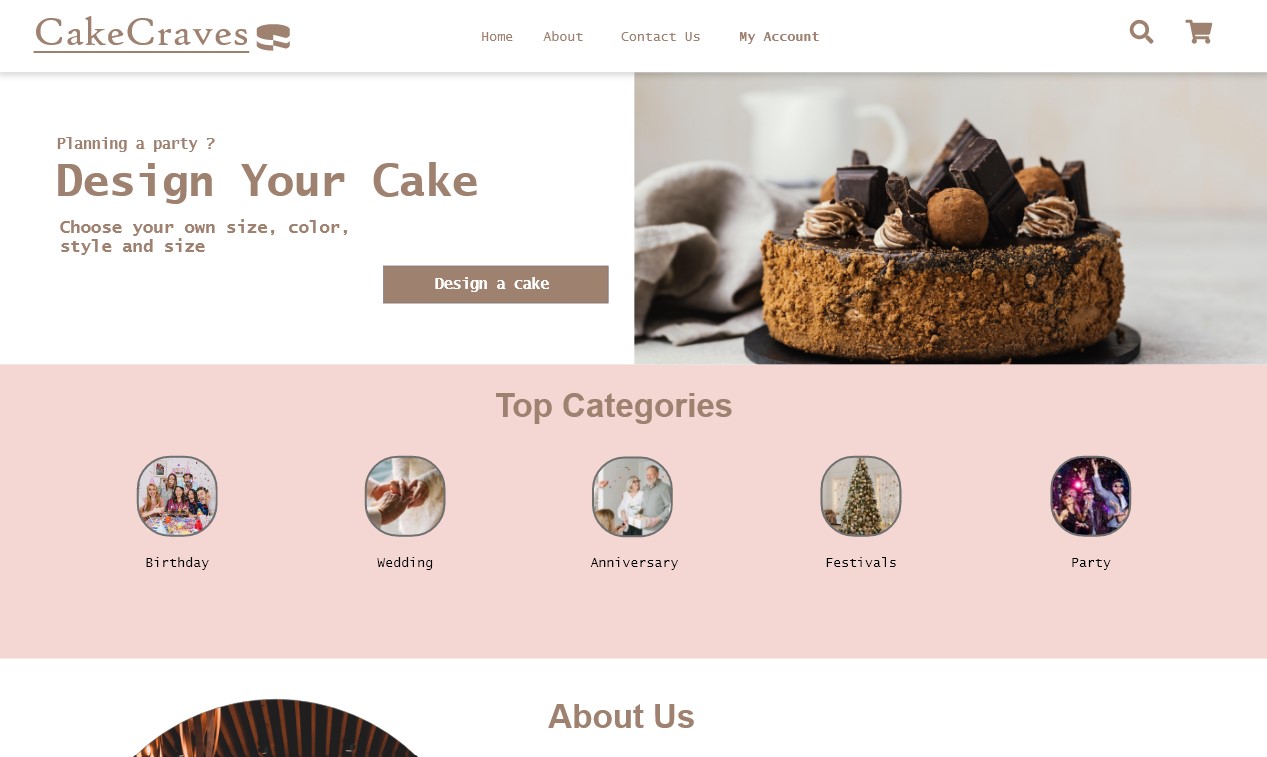 CakeCraves
Home About Contact Us My Account
Planning a party ?
Design Your Cake
Choose your own size, color,
style and size
Design a cake
Top Categories
Birthday Wedding Anniversary Festivals Party
About Us